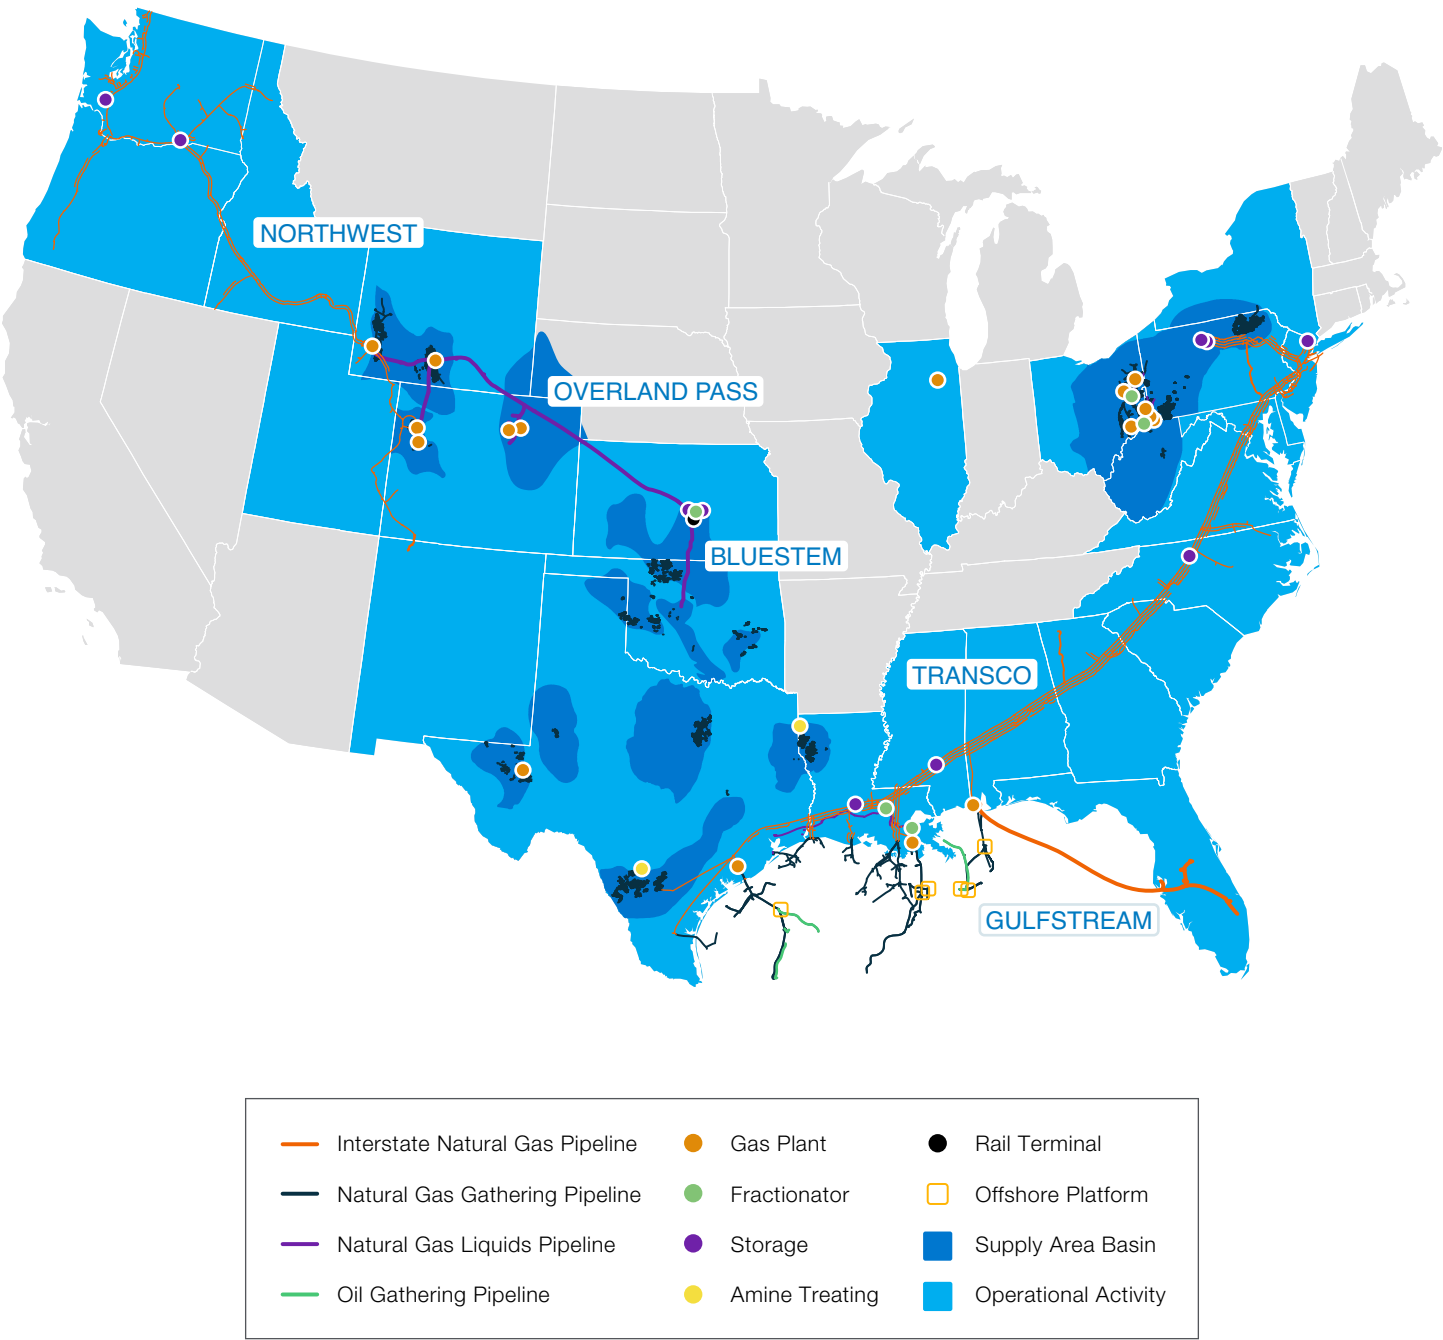 NORTHWEST
OVERLAND PASS
BLUESTEM
TRANSCO
GULFSTREAM
Interstate Natural Gas Pipeline
Gas Plant
Rail Terminal
Natural Gas Gathering Pipeline
Fractionator
Offshore Platform
Natural Gas Liquids Pipeline
Storage
Supply Area Basin
Oil Gathering Pipeline
Amine Treating
Operational Activity